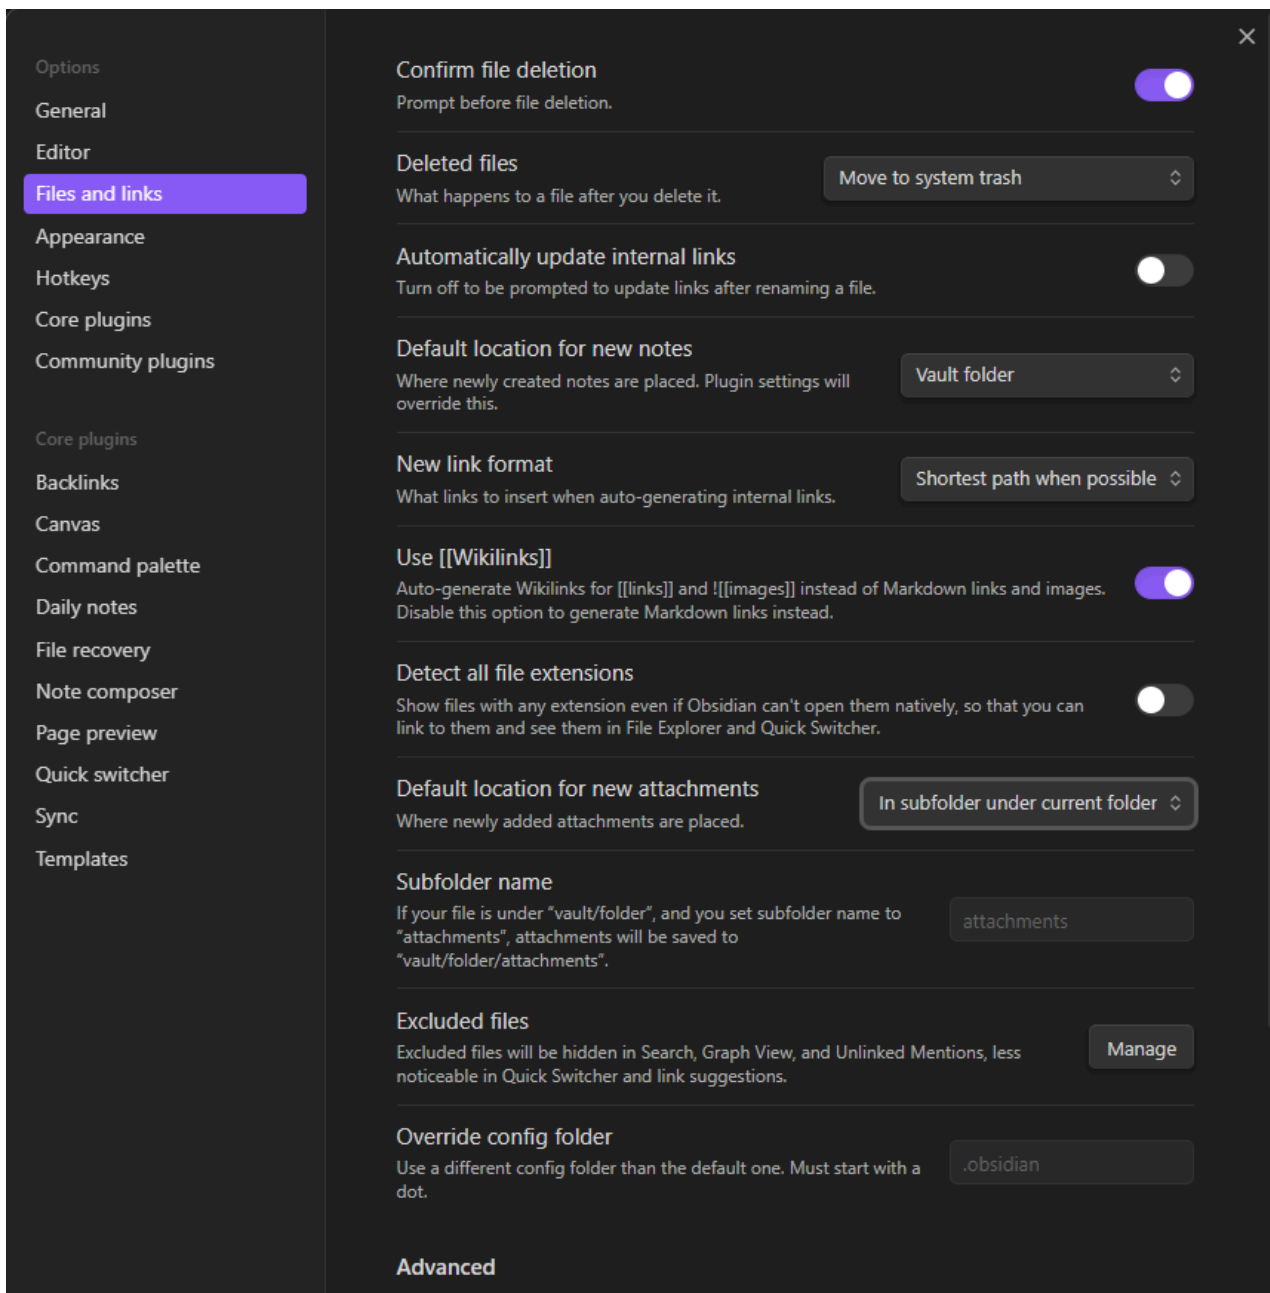 Options
General
Editor
Files and links
Appearance
Hotkeys
Core plugins
Community plugins
Core plugins
Backlinks
Canvas
Command palette
Daily notes
File recovery
Note composer
Page preview
Quick switcher
Sync
Templates
Confirm file deletion
Prompt before file deletion.
Deleted files
What happens to a file after you delete it.
Move to system trash
Automatically update internal links
Turn off to be prompted to update links after renaming a file.
Default location for new notes
Where newly created notes are placed. Plugin settings will
override this.
Vault folder
New link format
What links to insert when auto-generating internal links.
Shortest path when possible
Use [[Wikilinks]]
Auto-generate Wikilinks for [[links]] and ![[images]] instead of Markdown links and images.
Disable this option to generate Markdown links instead.
Detect all file extensions
Show files with any extension even if Obsidian can't open them natively, so that you can
link to them and see them in File Explorer and Quick Switcher.
Default location for new attachments
Where newly added attachments are placed.
In subfolder under current folder
Subfolder name
If your file is under “vault/folder”, and you set subfolder name to
“attachments”, attachments will be saved to
“vault/folder/attachments”.
attachments
Excluded files
Excluded files will be hidden in Search, Graph View, and Unlinked Mentions, less
noticeable in Quick Switcher and link suggestions.
Manage
Override config folder
Use a different config folder than the default one. Must start with a
dot.
.obsidian
Advanced